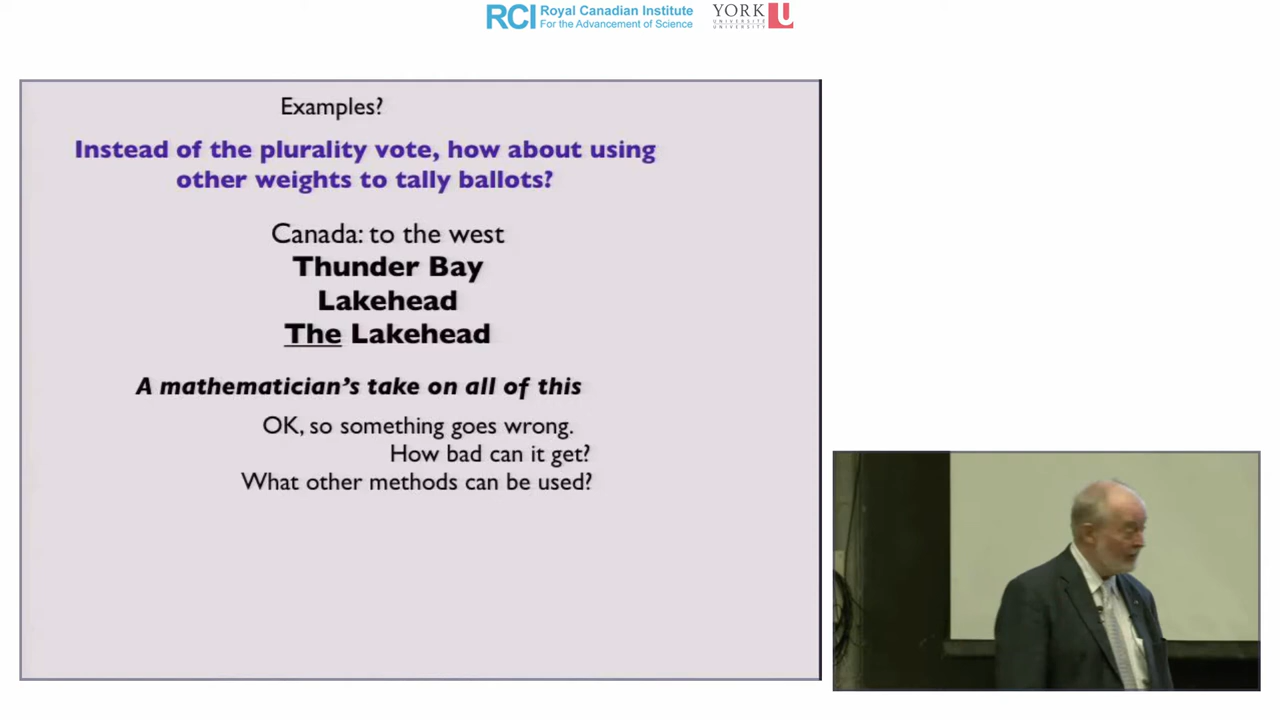 RCI Royal Canadian Institute
For the Advancement of Science
YORK U
UNIVERSITÉ
UNIVERSITY
Examples?
Instead of the plurality vote, how about using
other weights to tally ballots?
Canada: to the west
Thunder Bay
Lakehead
The Lakehead
A mathematician's take on all of this
OK, so something goes wrong.
How bad can it get?
What other methods can be used?